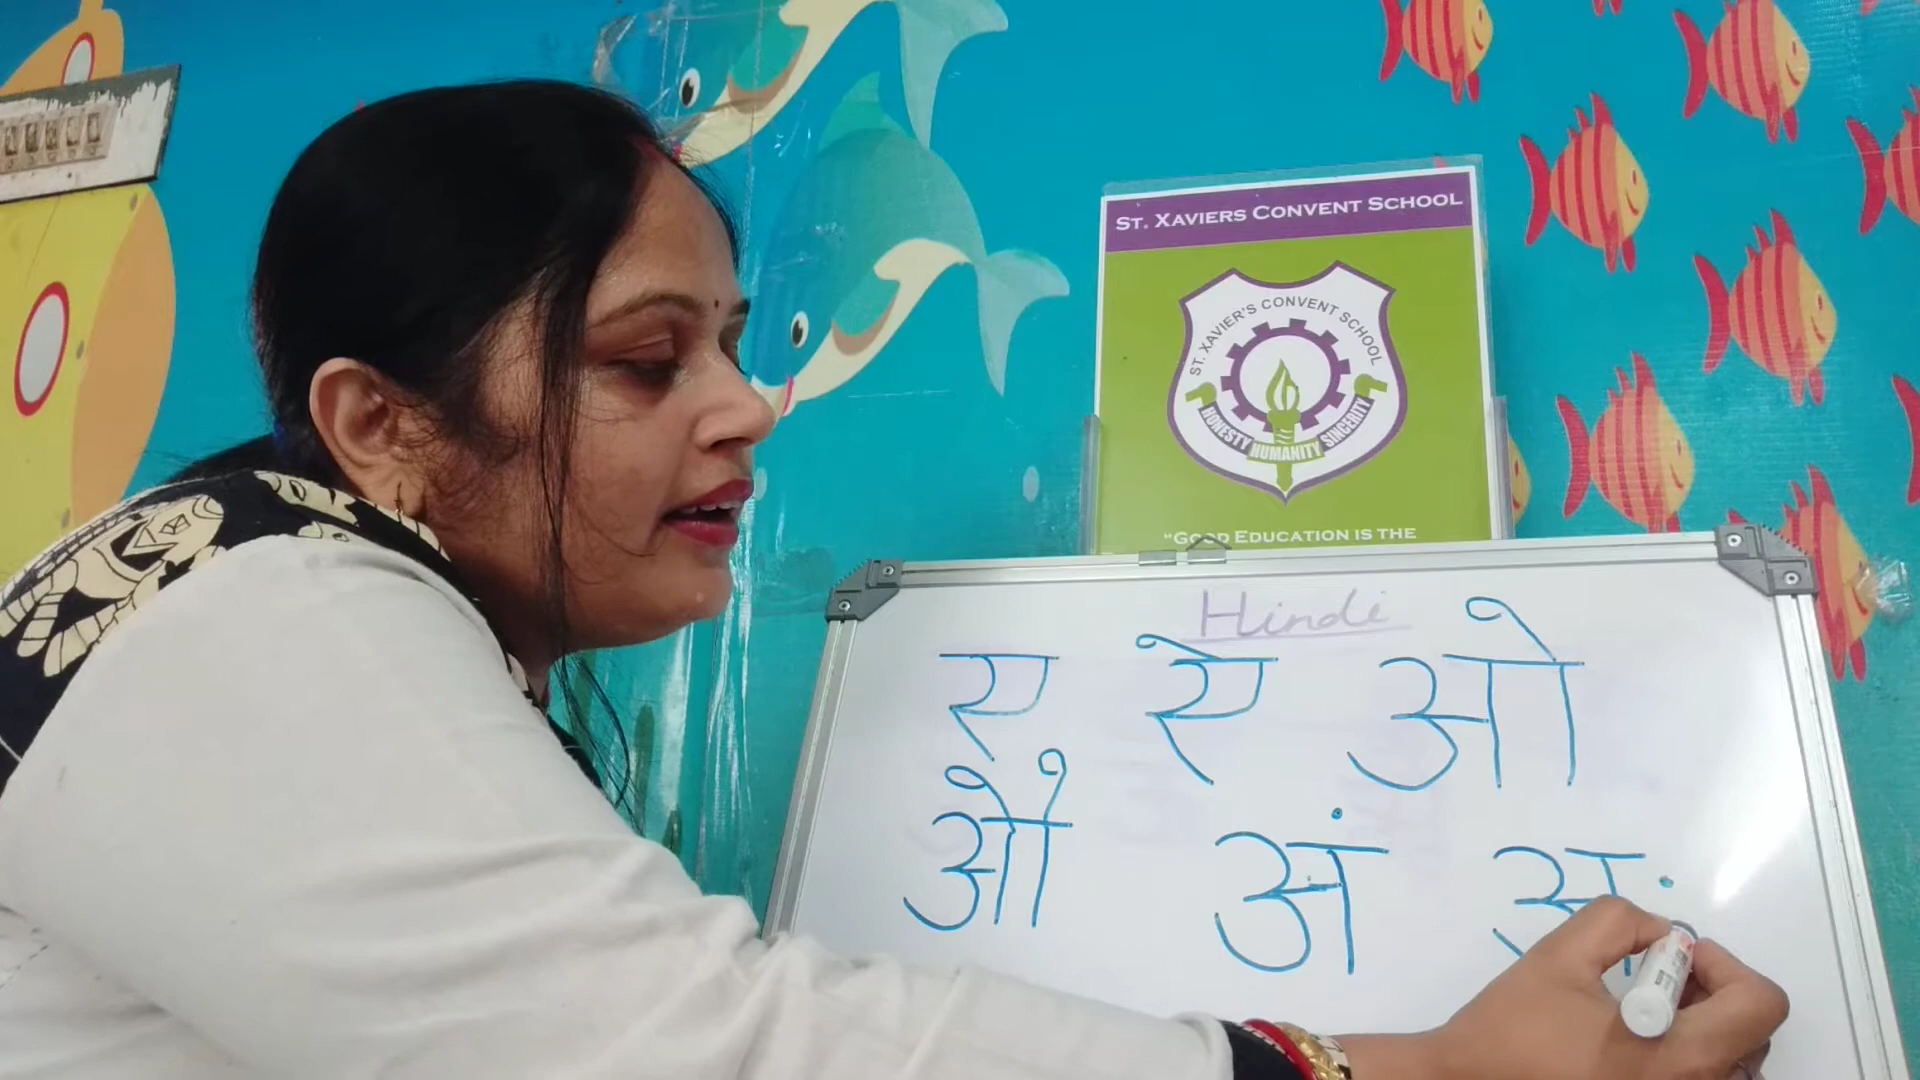 ST. XAVIERS CONVENT SCHOOL
ST. XAVIER'S CONVENT SCHOOL
HONESTY HUMANITY SINCERITY
“GOOD EDUCATION IS THE
Hindi
ए ऐ ओ
औ अं अः